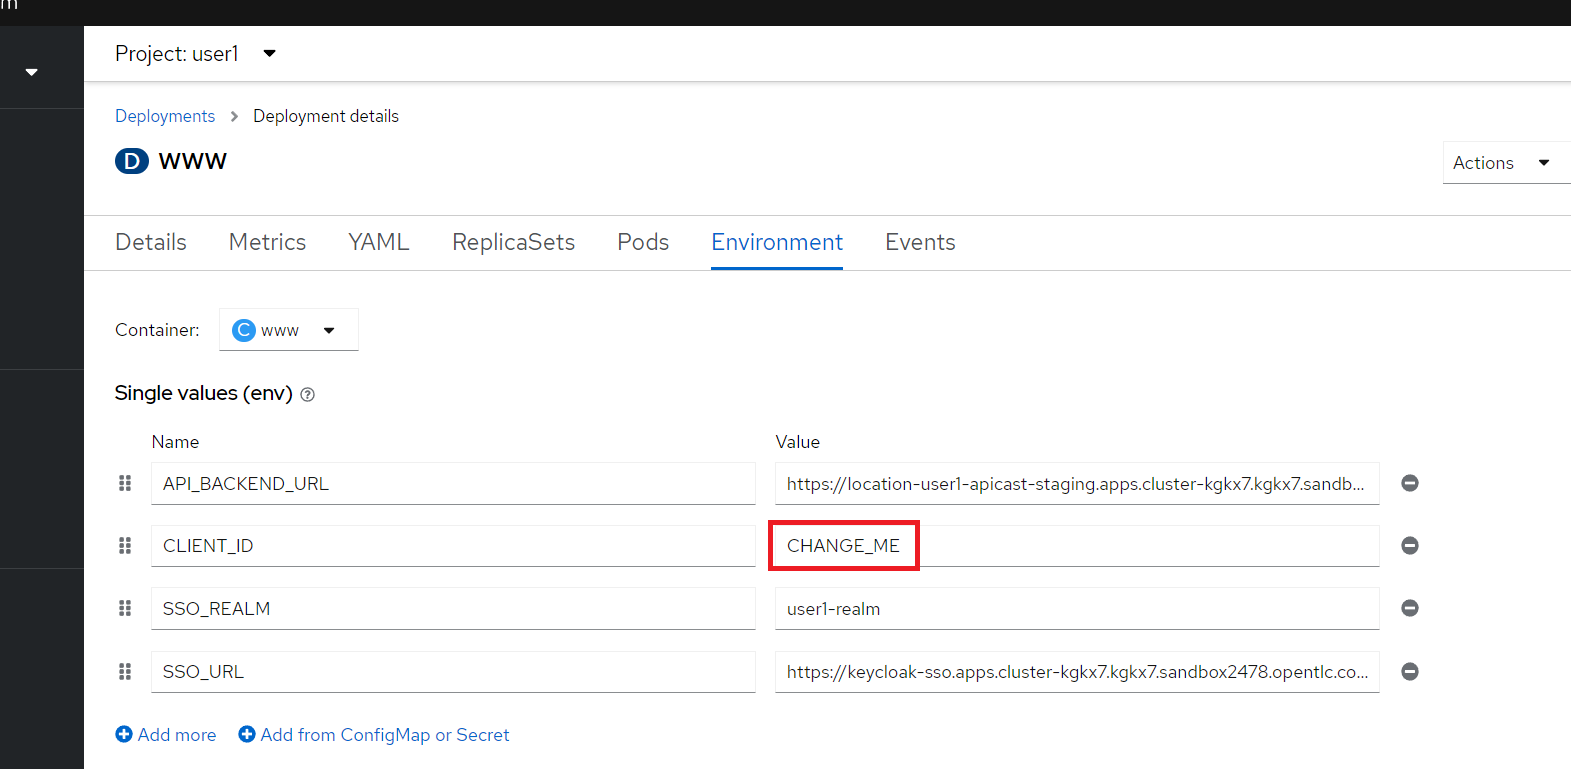 Project: user1
Deployments > Deployment details
D www
Actions
Details Metrics YAML ReplicaSets Pods Environment Events
Container: C www
Single values (env)
Name Value
API_BACKEND_URL https://location-user1-apicast-staging.apps.cluster-kgkx7.kgkx7.sandb...
CLIENT_ID CHANGE_ME
SSO_REALM user1-realm
SSO_URL https://keycloak-sso.apps.cluster-kgkx7.kgkx7.sandbox2478.opentlc.co...
Add more Add from ConfigMap or Secret